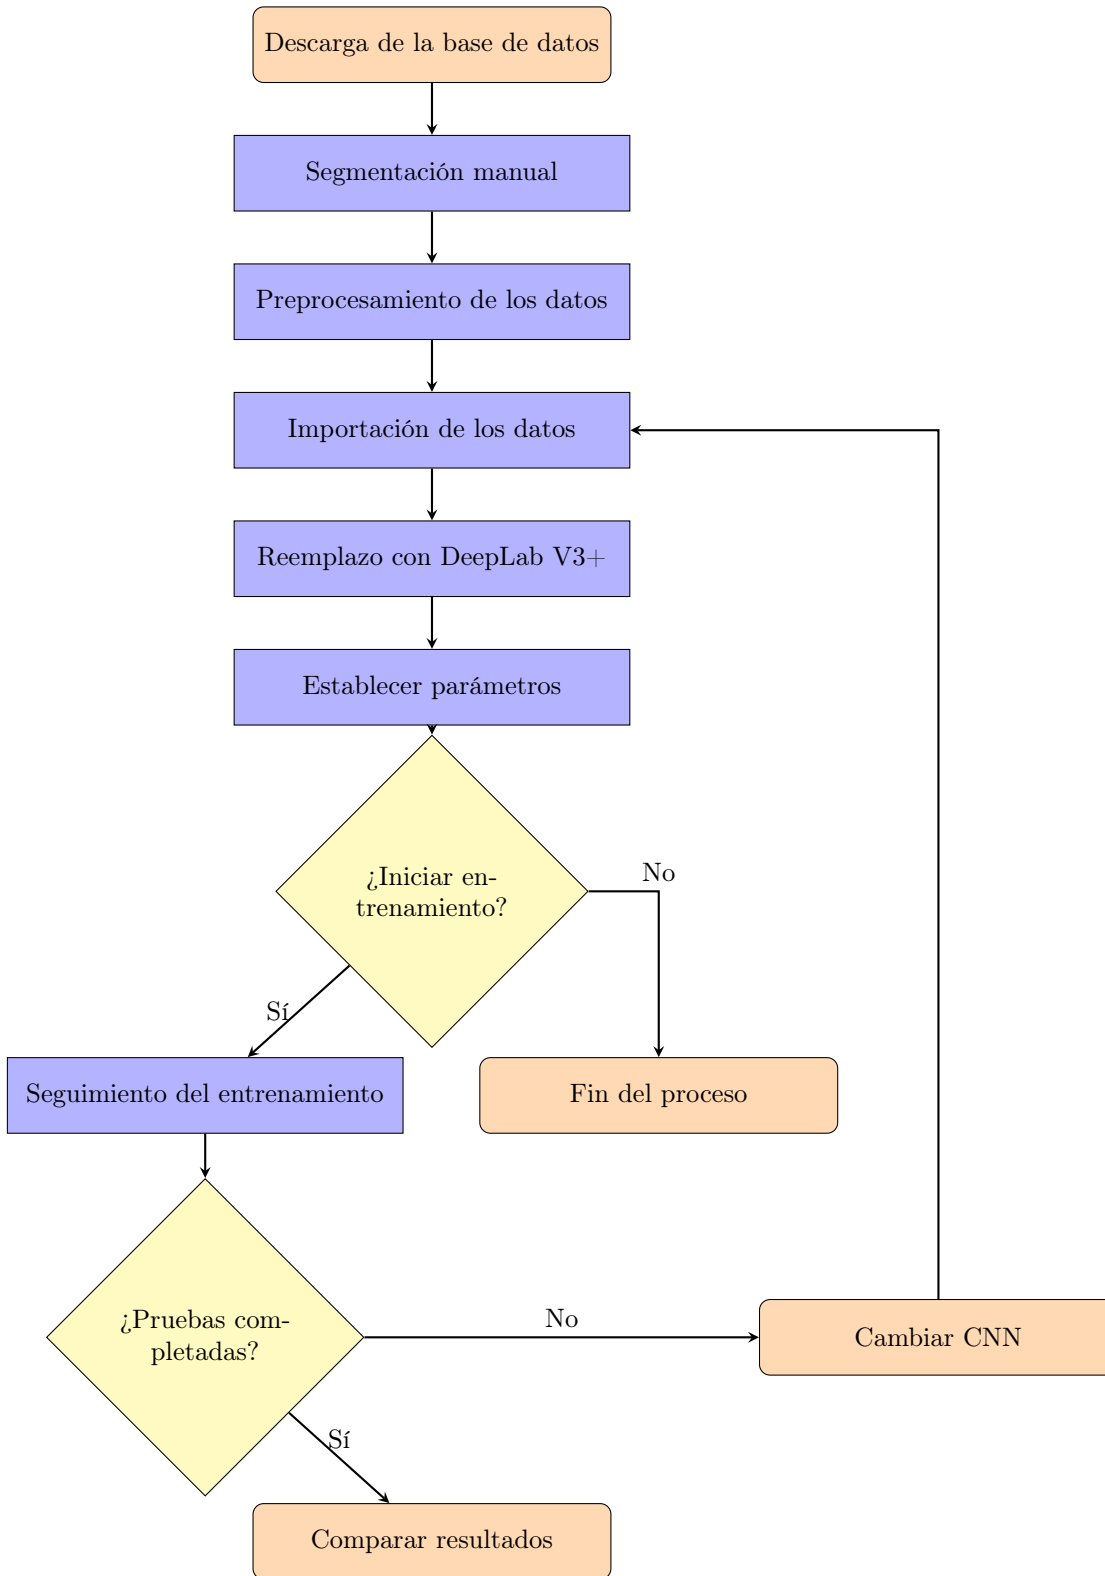 Descarga de la base de datos
Segmentación manual
Preprocesamiento de los datos
Importación de los datos
Reemplazo con DeepLab V3+
Establecer parámetros
¿Iniciar en-
trenamiento?
No
Sí
Seguimiento del entrenamiento
Fin del proceso
¿Pruebas com-
pletadas?
No
Cambiar CNN
Sí
Comparar resultados